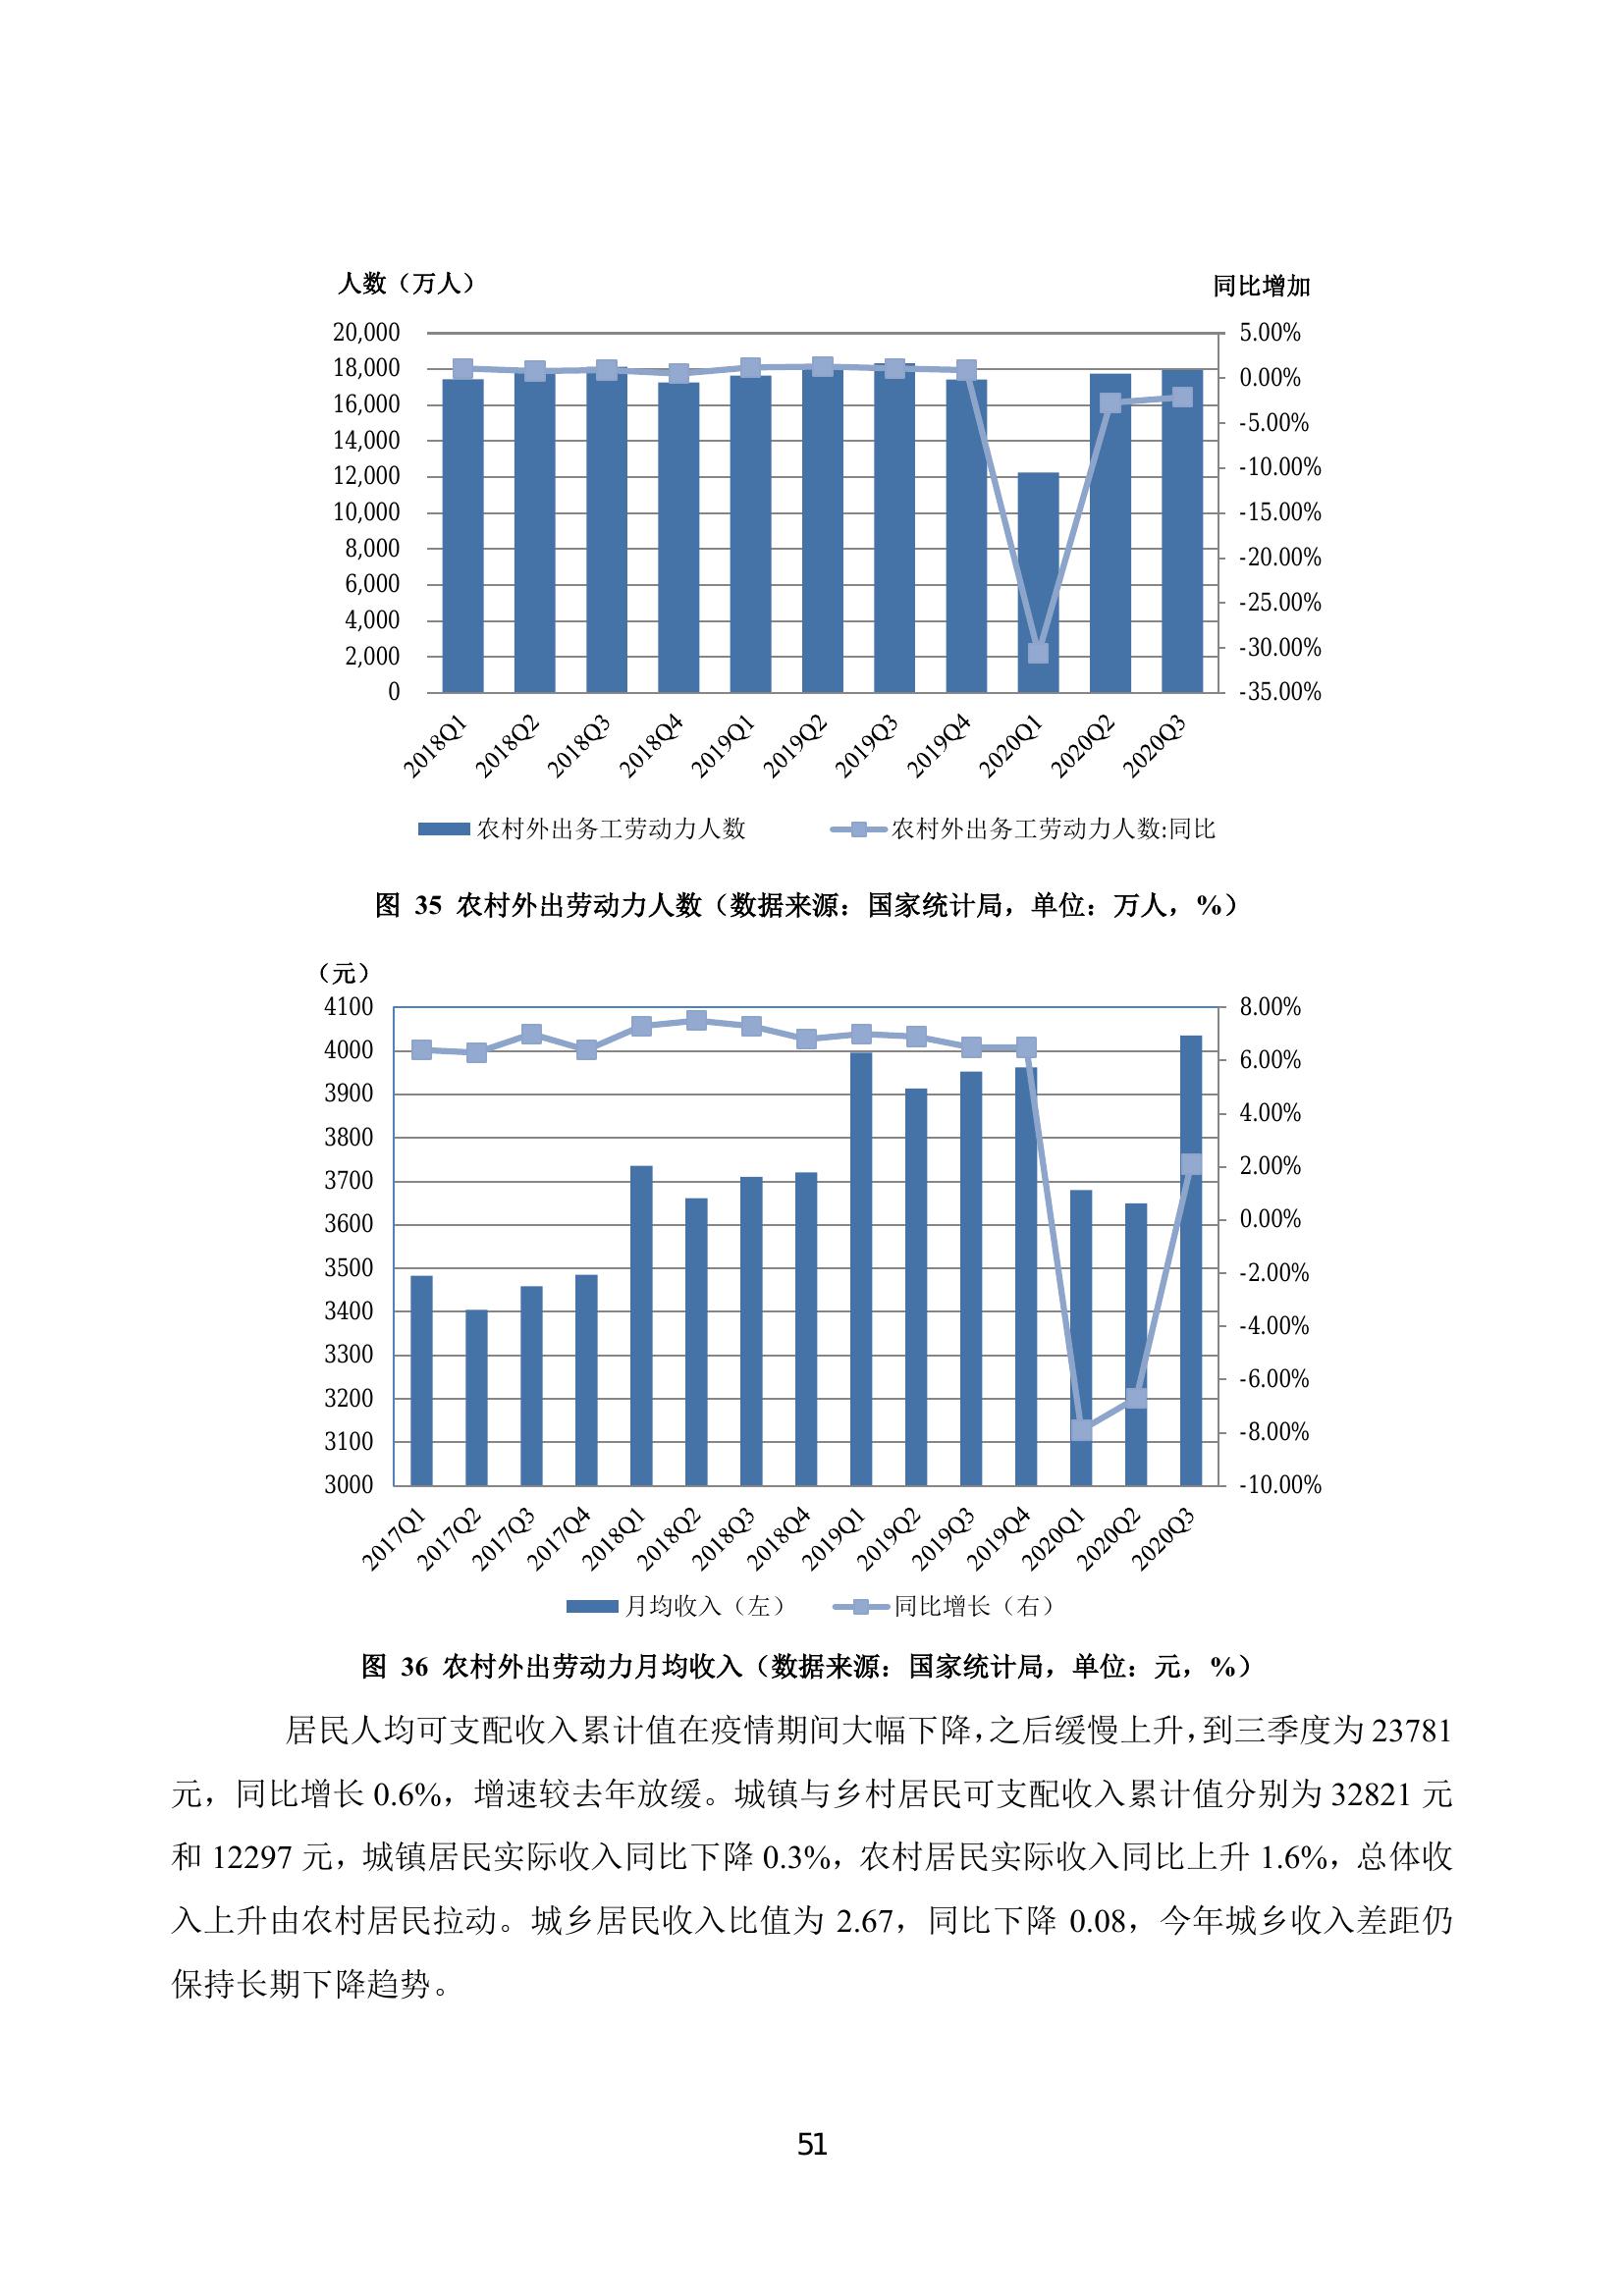 人数（万人）
同比增加
20,000
18,000
16,000
14,000
12,000
10,000
8,000
6,000
4,000
2,000
0
5.00%
0.00%
-5.00%
-10.00%
-15.00%
-20.00%
-25.00%
-30.00%
-35.00%
2018Q1
2018Q2
2018Q3
2018Q4
2019Q1
2019Q2
2019Q3
2019Q4
2020Q1
2020Q2
2020Q3
农村外出务工劳动力人数
农村外出务工劳动力人数:同比
图 35 农村外出劳动力人数（数据来源：国家统计局，单位：万人，%）
（元）
4100
4000
3900
3800
3700
3600
3500
3400
3300
3200
3100
3000
8.00%
6.00%
4.00%
2.00%
0.00%
-2.00%
-4.00%
-6.00%
-8.00%
-10.00%
2017Q1
2017Q2
2017Q3
2017Q4
2018Q1
2018Q2
2018Q3
2018Q4
2019Q1
2019Q2
2019Q3
2019Q4
2020Q1
2020Q2
2020Q3
月均收入（左）
同比增长（右）
图 36 农村外出劳动力月均收入（数据来源：国家统计局，单位：元，%）
居民人均可支配收入累计值在疫情期间大幅下降，之后缓慢上升，到三季度为 23781
元，同比增长 0.6%，增速较去年放缓。城镇与乡村居民可支配收入累计值分别为 32821 元
和 12297 元，城镇居民实际收入同比下降 0.3%，农村居民实际收入同比上升 1.6%，总体收
入上升由农村居民拉动。城乡居民收入比值为 2.67，同比下降 0.08，今年城乡收入差距仍
保持长期下降趋势。
51